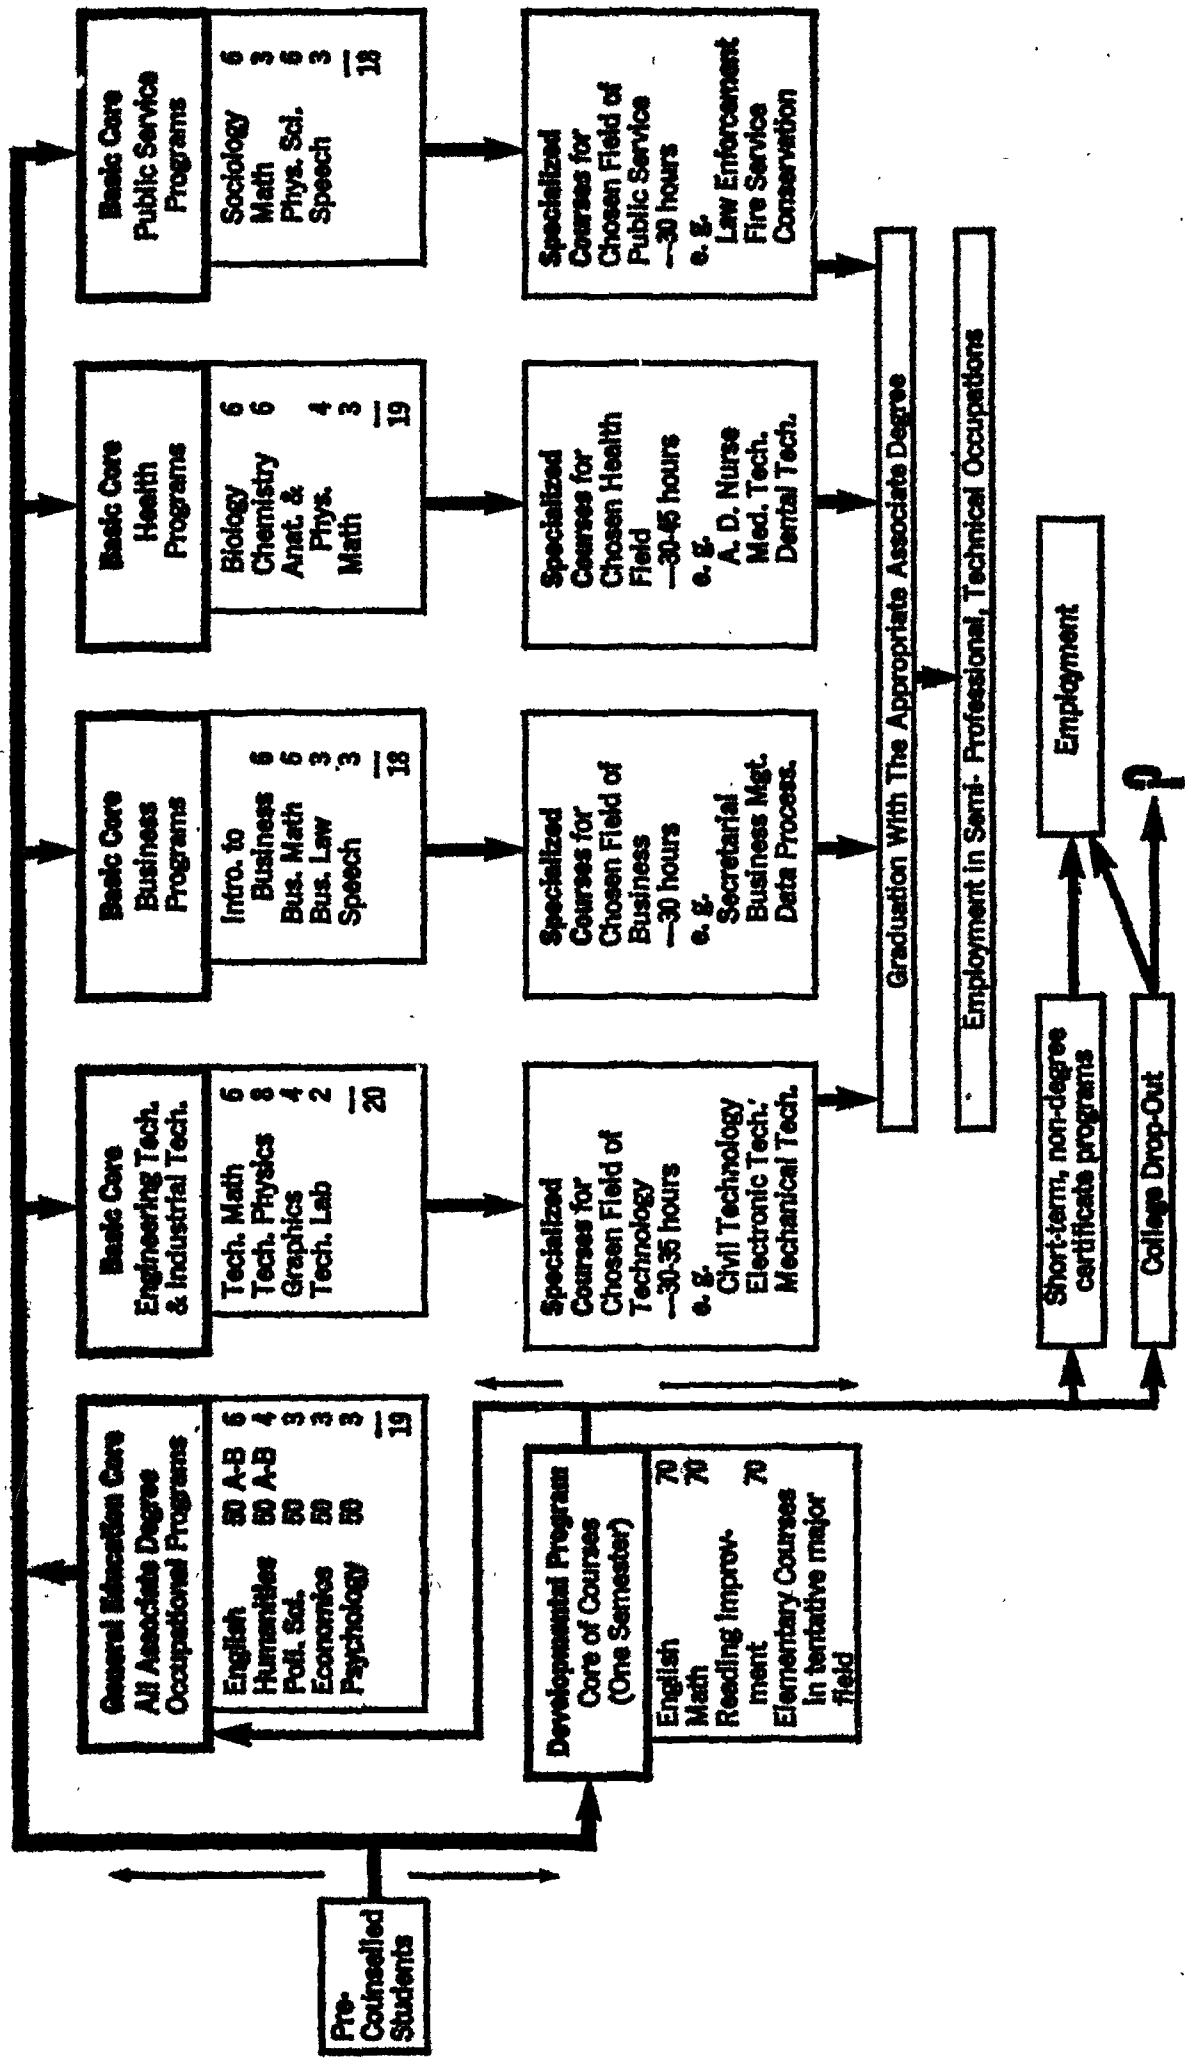 Pre-
Counselled
Students
General Education Core
All Associate Degree
Occupational Programs
English 50 A-B 6
Humanities 50 A-B 4
Poli. Sci. 50 3
Economics 50 3
Psychology 50 3
19
Developmental Program
Core of Courses
(One Semester)
English 70
Math 70
Reading Improv-
ment 70
Elementary Courses
in tentative major
field
Basic Core
Engineering Tech.
& Industrial Tech.
Tech. Math 6
Tech. Physics 8
Graphics 4
Tech. Lab 2
20
Specialized
Courses for
Chosen Field of
Technology
—30-35 hours
e. g.
Civil Technology
Electronic Tech.
Mechanical Tech.
Basic Core
Business
Programs
Intro. to
Business 6
Bus. Math 6
Bus. Law 3
Speech 3
18
Specialized
Courses for
Chosen Field of
Business
—30 hours
e. g.
Secretarial
Business Mgt.
Data Process.
Basic Core
Health
Programs
Biology 6
Chemistry 6
Anat. &
Phys. 4
Math 3
19
Specialized
Courses for
Chosen Health
Field
—30-45 hours
e. g.
A. D. Nurse
Med. Tech.
Dental Tech.
Basic Core
Public Service
Programs
Sociology 6
Math 3
Phys. Sci. 6
Speech 3
18
Specialized
Courses for
Chosen Field of
Public Service
—30 hours
e. g.
Law Enforcement
Fire Service
Conservation
Graduation With The Appropriate Associate Degree
Employment in Semi- Professional, Technical Occupations
Short-term, non-degree
certificate programs
Employment
College Drop-Out
?